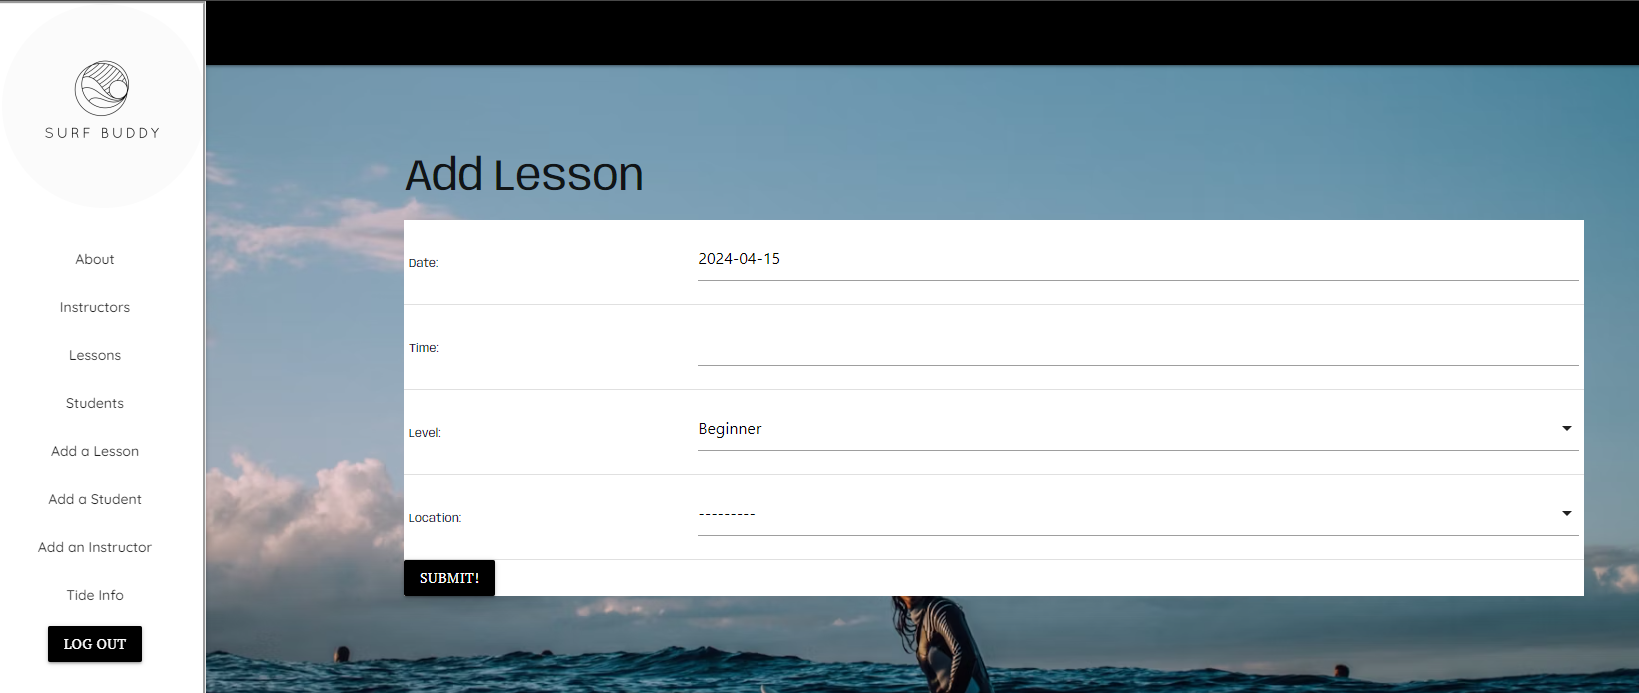 SURF BUDDY
About
Instructors
Lessons
Students
Add a Lesson
Add a Student
Add an Instructor
Tide Info
LOG OUT
Add Lesson
Date: 2024-04-15
Time:
Level: Beginner
Location: ---------
SUBMIT!